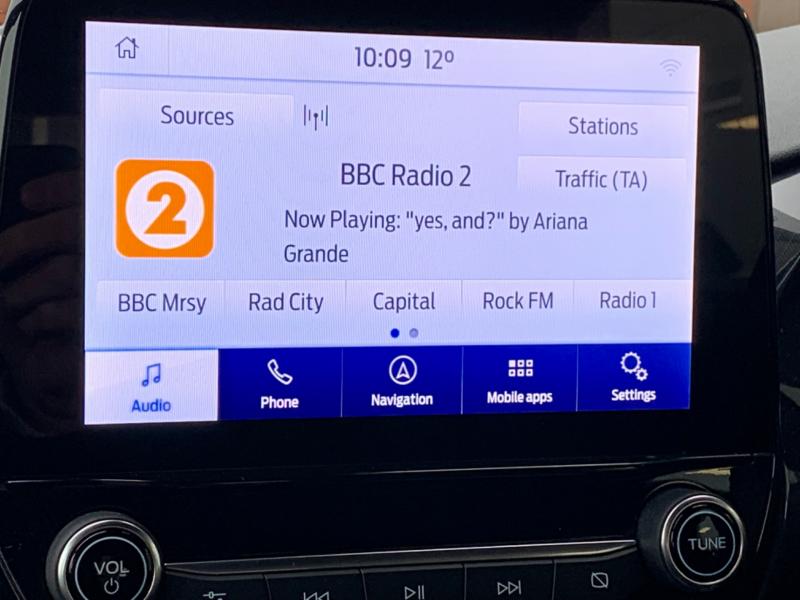 10:09 12º
Sources
Stations
BBC Radio 2
Traffic (TA)
2
Now Playing: "yes, and?" by Ariana
Grande
BBC Mrsy Rad City Capital Rock FM Radio 1
Audio Phone Navigation Mobile apps Settings
VOL
TUNE